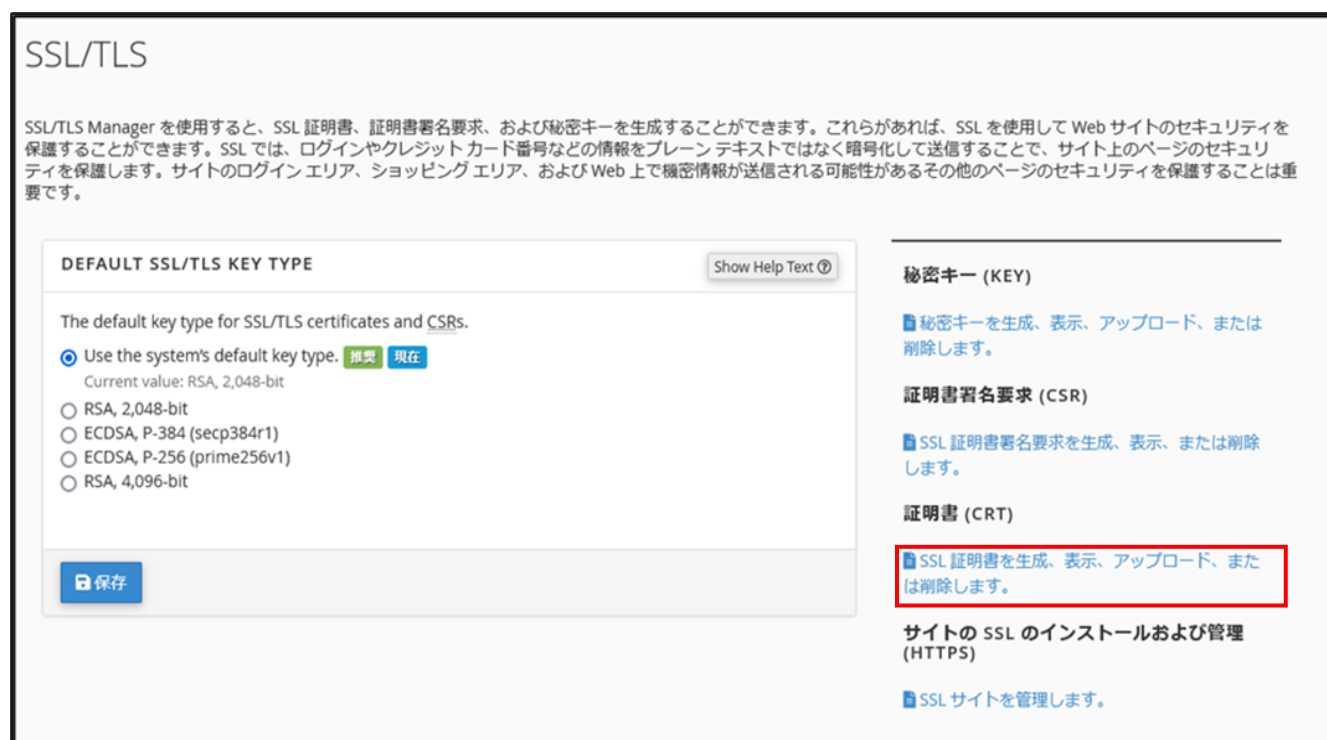 SSL/TLS
SSL/TLS Manager を使用すると、SSL 証明書、証明書署名要求、および秘密キーを生成することができます。これらがあれば、SSL を使用して Web サイトのセキュリティを
保護することができます。SSL では、ログインやクレジット カード番号などの情報をプレーン テキストではなく暗号化して送信することで、サイト上のページのセキュリ
ティを保護します。サイトのログイン エリア、ショッピング エリア、および Web 上で機密情報が送信される可能性があるその他のページのセキュリティを保護することは重
要です。
DEFAULT SSL/TLS KEY TYPE
Show Help Text
The default key type for SSL/TLS certificates and CSRs.
Use the system's default key type. 推奨 現在
Current value: RSA, 2,048-bit
RSA, 2,048-bit
ECDSA, P-384 (secp384r1)
ECDSA, P-256 (prime256v1)
RSA, 4,096-bit
保存
秘密キー (KEY)
秘密キーを生成、表示、アップロード、または
削除します。
証明書署名要求 (CSR)
SSL 証明書署名要求を生成、表示、または削除
します。
証明書 (CRT)
SSL 証明書を生成、表示、アップロード、また
は削除します。
サイトの SSL のインストールおよび管理
(HTTPS)
SSL サイトを管理します。